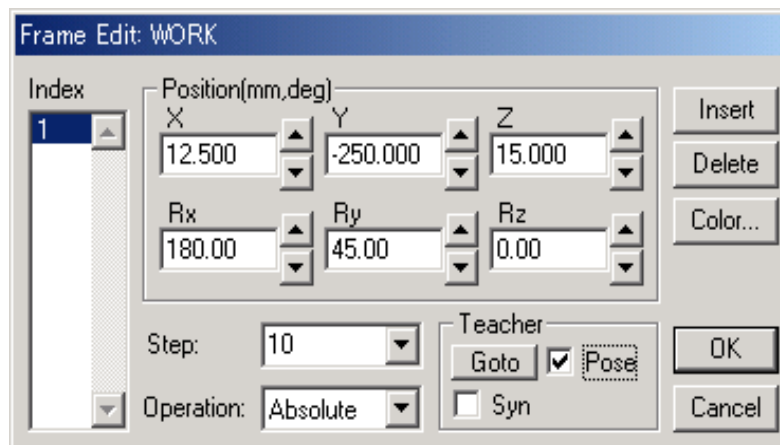 Frame Edit: WORK
Index
1
Position(mm,deg)
X Y Z
12.500 -250.000 15.000
Rx Ry Rz
180.00 45.00 0.00
Insert
Delete
Color...
Step: 10
Operation: Absolute
Teacher
Goto Pose
Syn
OK
Cancel